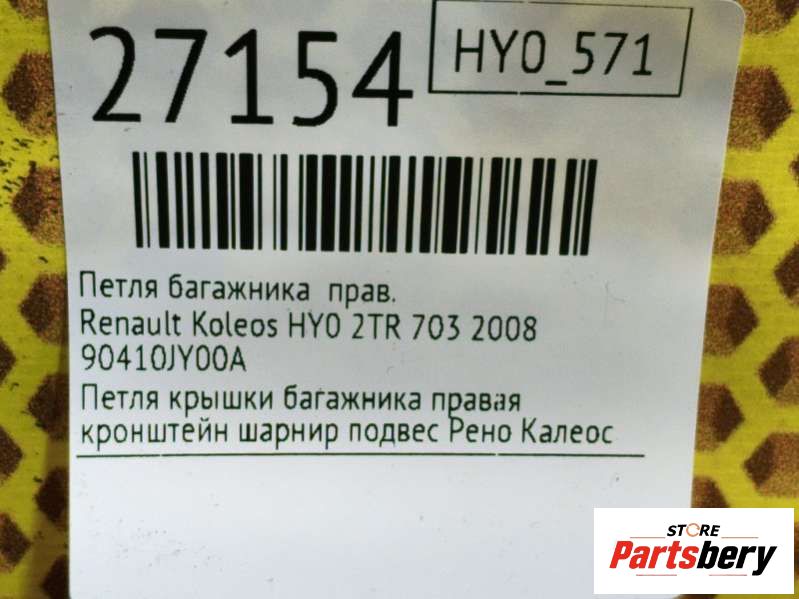 27154
HY0_571
Петля багажника прав.
Renault Koleos HY0 2TR 703 2008
90410JY00A
Петля крышки багажника правая
кронштейн шарнир подвес Рено Калеос
STORE
Partsbery